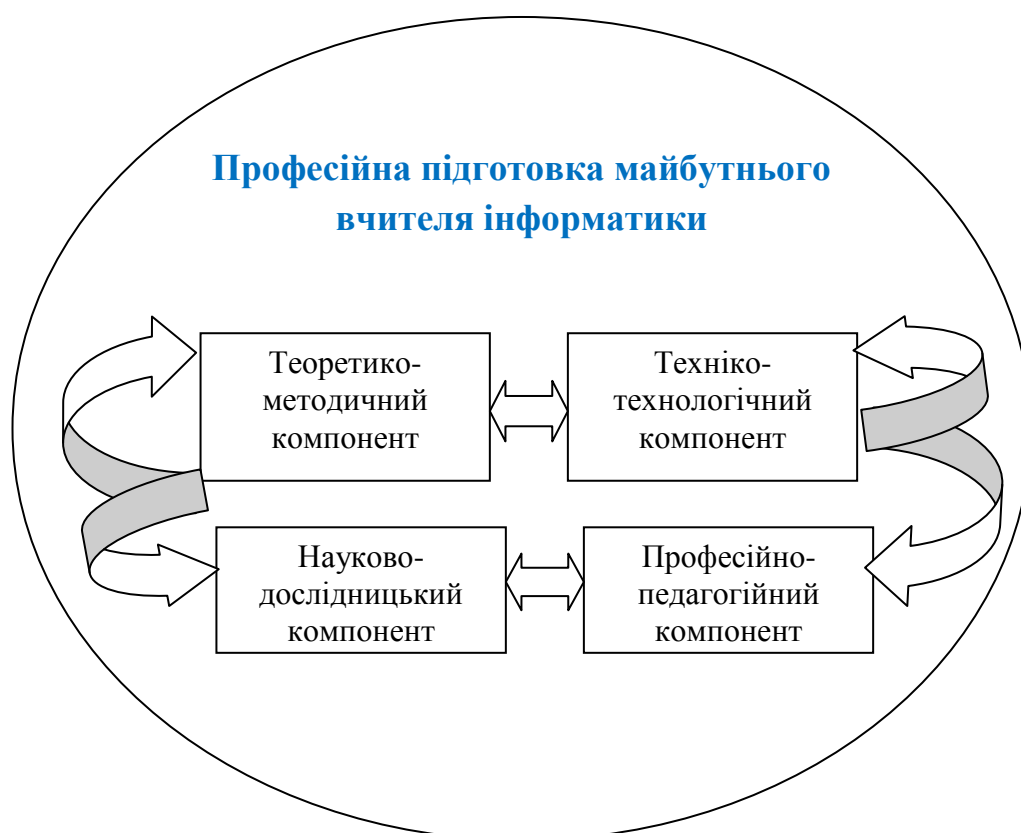 Професійна підготовка майбутнього
вчителя інформатики
Теоретико-
методичний
компонент
Техніко-
технологічний
компонент
Науково-
дослідницький
компонент
Професійно-
педагогійний
компонент